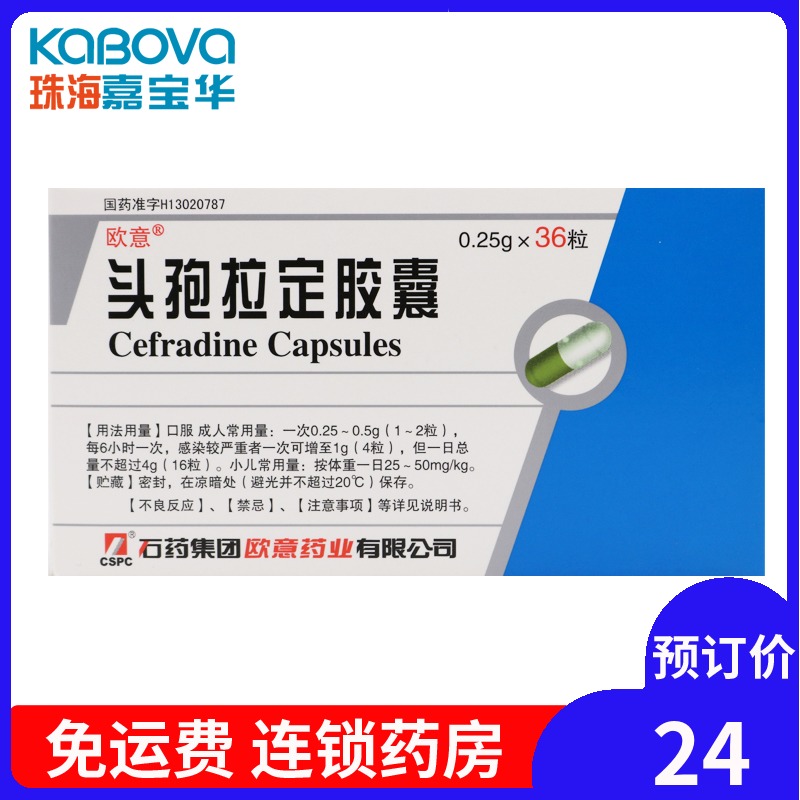 KABOVA
珠海嘉宝华
国药准字H13020787
欧意®
0.25g×36粒
头孢拉定胶囊
Cefradine Capsules
【用法用量】口服 成人常用量：一次0.25~0.5g（1~2粒），
每6小时一次，感染较严重者一次可增至1g（4粒），但一日总
量不超过4g（16粒）。小儿常用量：按体重一日25~50mg/kg。
【贮藏】密封，在凉暗处（避光并不超过20℃）保存。
【不良反应】、【禁忌】、【注意事项】等详见说明书。
CSPC® 石药集团欧意药业有限公司
预订价
免运费 连锁药房
24